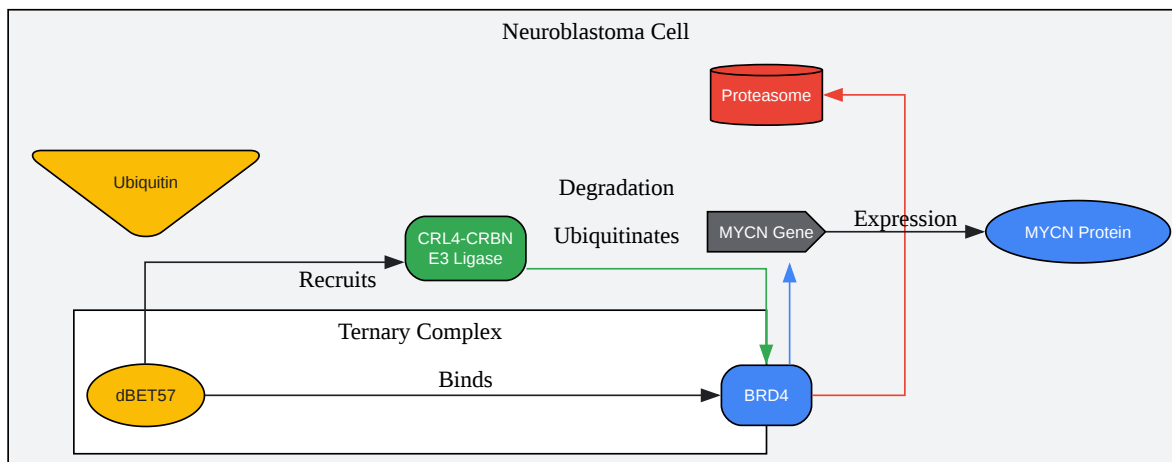 Neuroblastoma Cell
Proteasome
Ubiquitin
Degradation
CRL4-CRBN
E3 Ligase
Ubiquitinates
MYCN Gene
Expression
MYCN Protein
Recruits
Ternary Complex
dBET57
Binds
BRD4